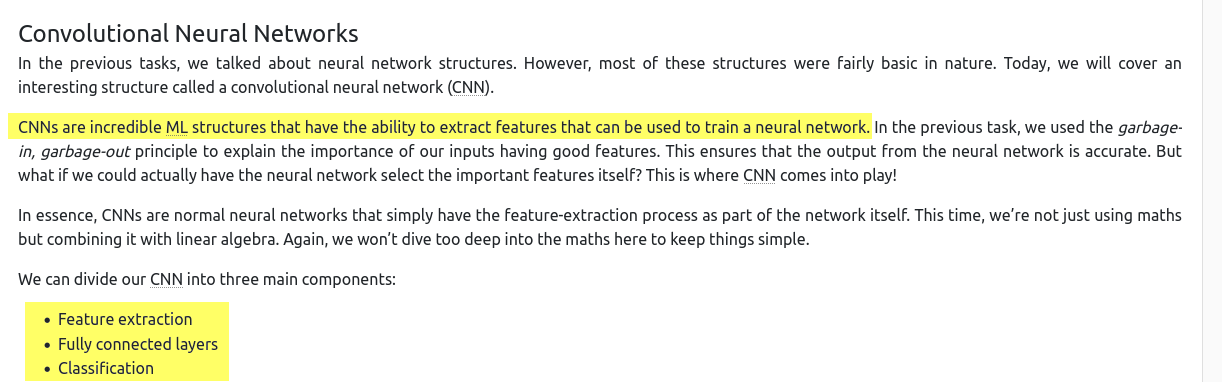 Convolutional Neural Networks
In the previous tasks, we talked about neural network structures. However, most of these structures were fairly basic in nature. Today, we will cover an
interesting structure called a convolutional neural network (CNN).
CNNs are incredible ML structures that have the ability to extract features that can be used to train a neural network. In the previous task, we used the garbage-
in, garbage-out principle to explain the importance of our inputs having good features. This ensures that the output from the neural network is accurate. But
what if we could actually have the neural network select the important features itself? This is where CNN comes into play!
In essence, CNNs are normal neural networks that simply have the feature-extraction process as part of the network itself. This time, we’re not just using maths
but combining it with linear algebra. Again, we won’t dive too deep into the maths here to keep things simple.
We can divide our CNN into three main components:
• Feature extraction
• Fully connected layers
• Classification